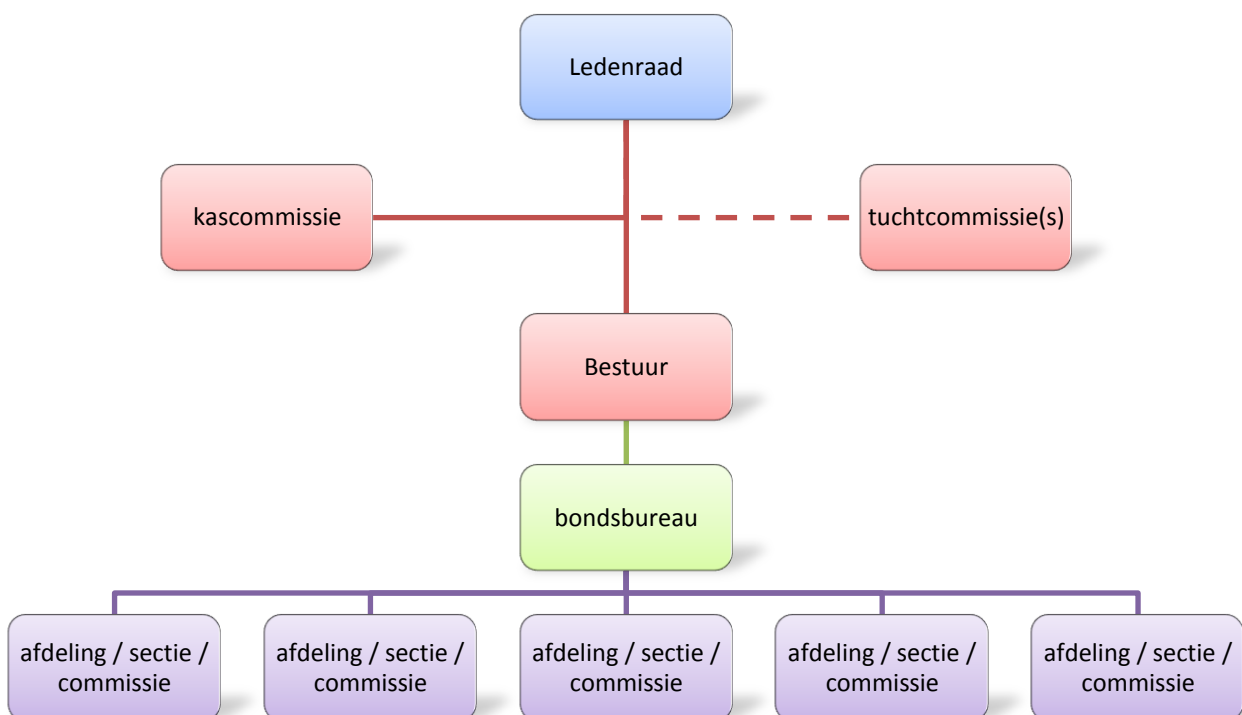 Ledenraad
kascommissie
tuchtcommissie(s)
Bestuur
bondsbureau
afdeling / sectie /
commissie
afdeling / sectie /
commissie
afdeling / sectie /
commissie
afdeling / sectie /
commissie
afdeling / sectie /
commissie